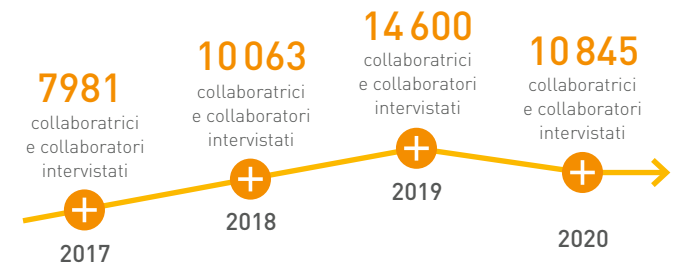 7981
collaboratrici
e collaboratori
intervistati
2017
10 063
collaboratrici
e collaboratori
intervistati
2018
14 600
collaboratrici
e collaboratori
intervistati
2019
10 845
collaboratrici
e collaboratori
intervistati
2020